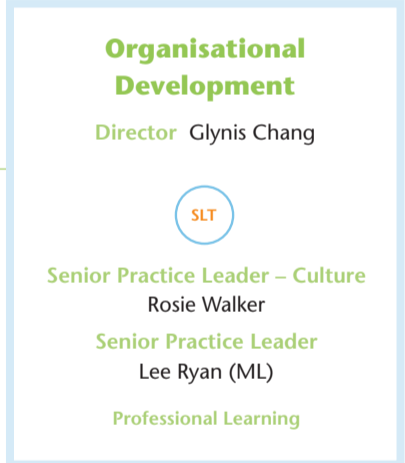 Organisational
Development
Director Glynis Chang
SLT
Senior Practice Leader – Culture
Rosie Walker
Senior Practice Leader
Lee Ryan (ML)
Professional Learning